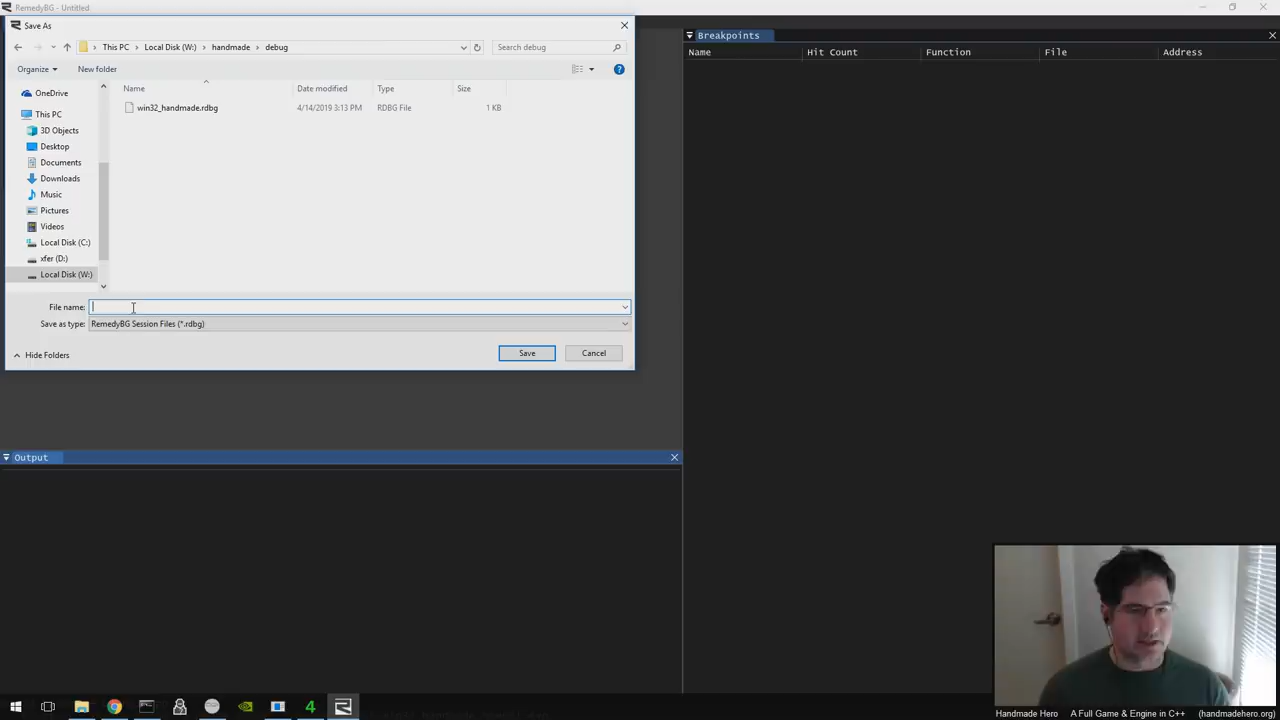 RemedyBG - Untitled
Save As
This PC
Local Disk (W:)
handmade
debug
Search debug
Organize
New folder
Name
Date modified
Type
Size
win32_handmade.rdbg
4/14/2019 3:13 PM
RDBG File
1 KB
OneDrive
This PC
3D Objects
Desktop
Documents
Downloads
Music
Pictures
Videos
Local Disk (C:)
xfer (D:)
Local Disk (W:)
File name:
Save as type:
RemedyBG Session Files (*.rdbg)
Hide Folders
Save
Cancel
Breakpoints
Name
Hit Count
Function
File
Address
Output
4
Handmade Hero
A Full Game & Engine in C++
(handmadehero.org)